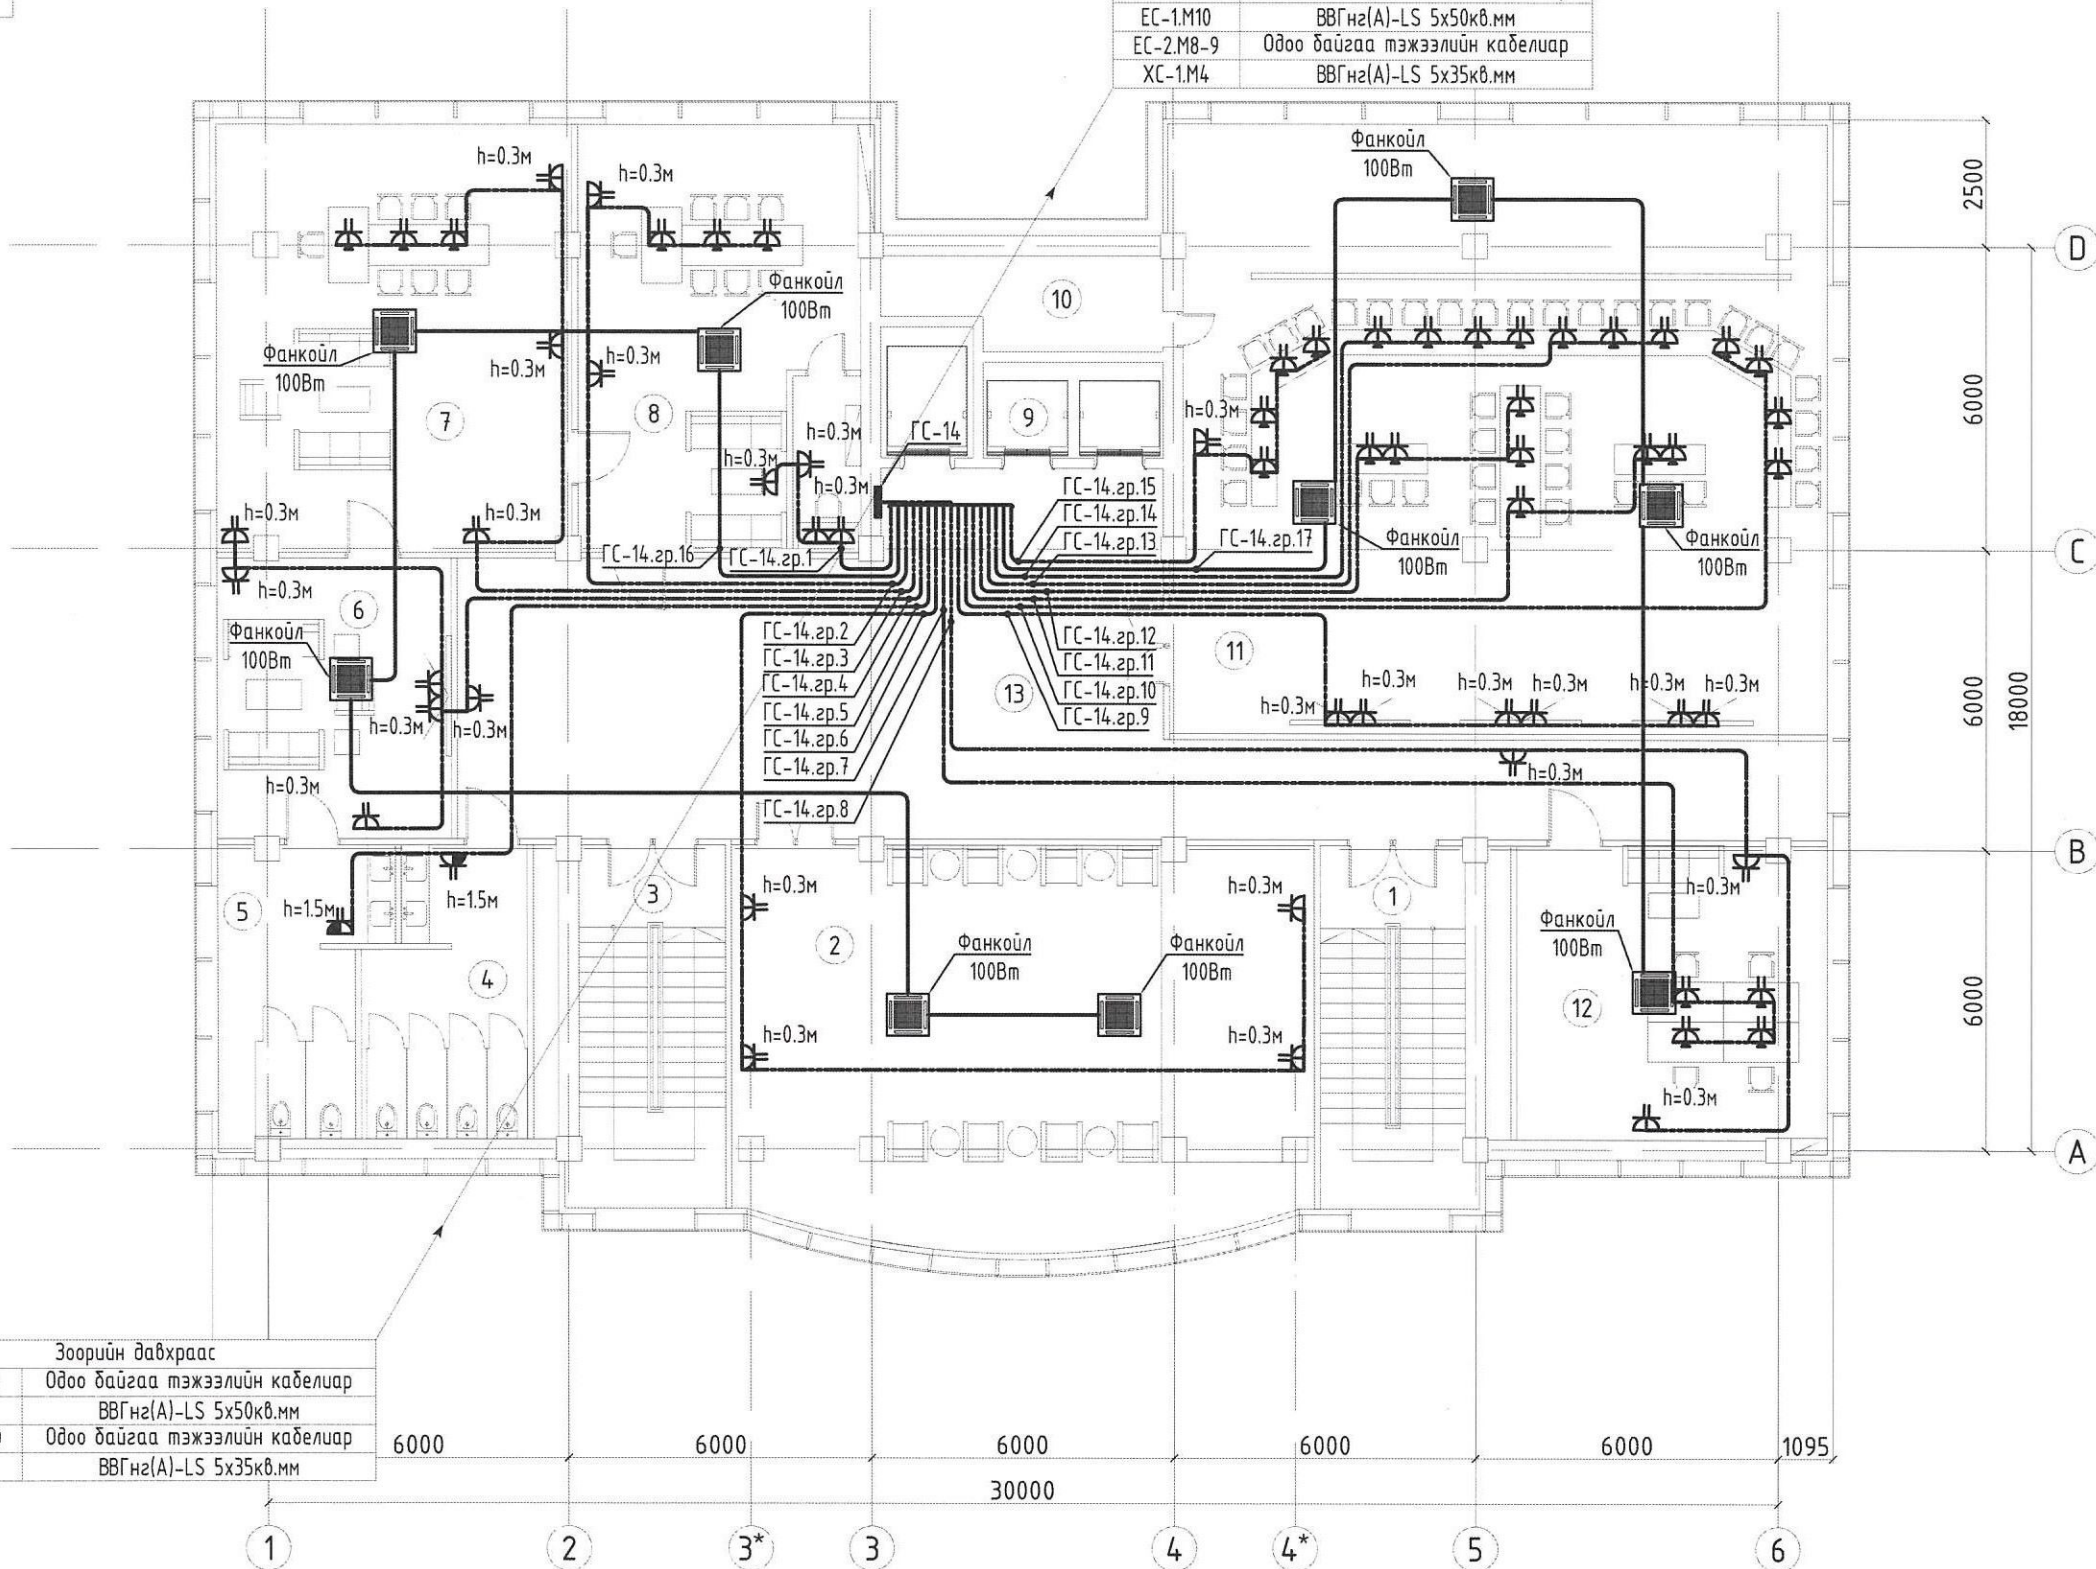 ЕС-1.М10 ВВГнг(А)-LS 5х50кв.мм
ЕС-2.М8-9 Одоо байгаа тэжээлийн кабелиар
ХС-1.М4 ВВГнг(А)-LS 5х35кв.мм
Фанкойл
100Вт
h=0.3м
h=0.3м
2500
D
Фанкойл
100Вт
10
Фанкойл
100Вт
h=0.3м
h=0.3м
7
8
9
6000
h=0.3м
h=0.3м
ГС-14
h=0.3м
h=0.3м
h=0.3м
h=0.3м
ГС-14.гр.15
ГС-14.гр.14
ГС-14.гр.13
ГС-14.гр.17
ГС-14.гр.16
ГС-14.гр.1
Фанкойл
100Вт
Фанкойл
100Вт
C
h=0.3м
6
Фанкойл
100Вт
ГС-14.гр.2
ГС-14.гр.3
ГС-14.гр.4
ГС-14.гр.5
ГС-14.гр.6
ГС-14.гр.7
ГС-14.гр.8
ГС-14.гр.12
ГС-14.гр.11
ГС-14.гр.10
ГС-14.гр.9
11
13
h=0.3м
h=0.3м
h=0.3м
h=0.3м
h=0.3м
h=0.3м
h=0.3м
h=0.3м
6000
18000
h=0.3м
h=0.3м
B
h=1.5м
h=1.5м
5
3
h=0.3м
h=0.3м
1
h=0.3м
2
4
Фанкойл
100Вт
Фанкойл
100Вт
Фанкойл
100Вт
12
6000
h=0.3м
h=0.3м
h=0.3м
A
Зоорийн давхраас
Одоо байгаа тэжээлийн кабелиар
ВВГнг(А)-LS 5х50кв.мм
Одоо байгаа тэжээлийн кабелиар
ВВГнг(А)-LS 5х35кв.мм
6000 6000 6000 6000 6000 1095
30000
1 2 3* 3 4 4* 5 6